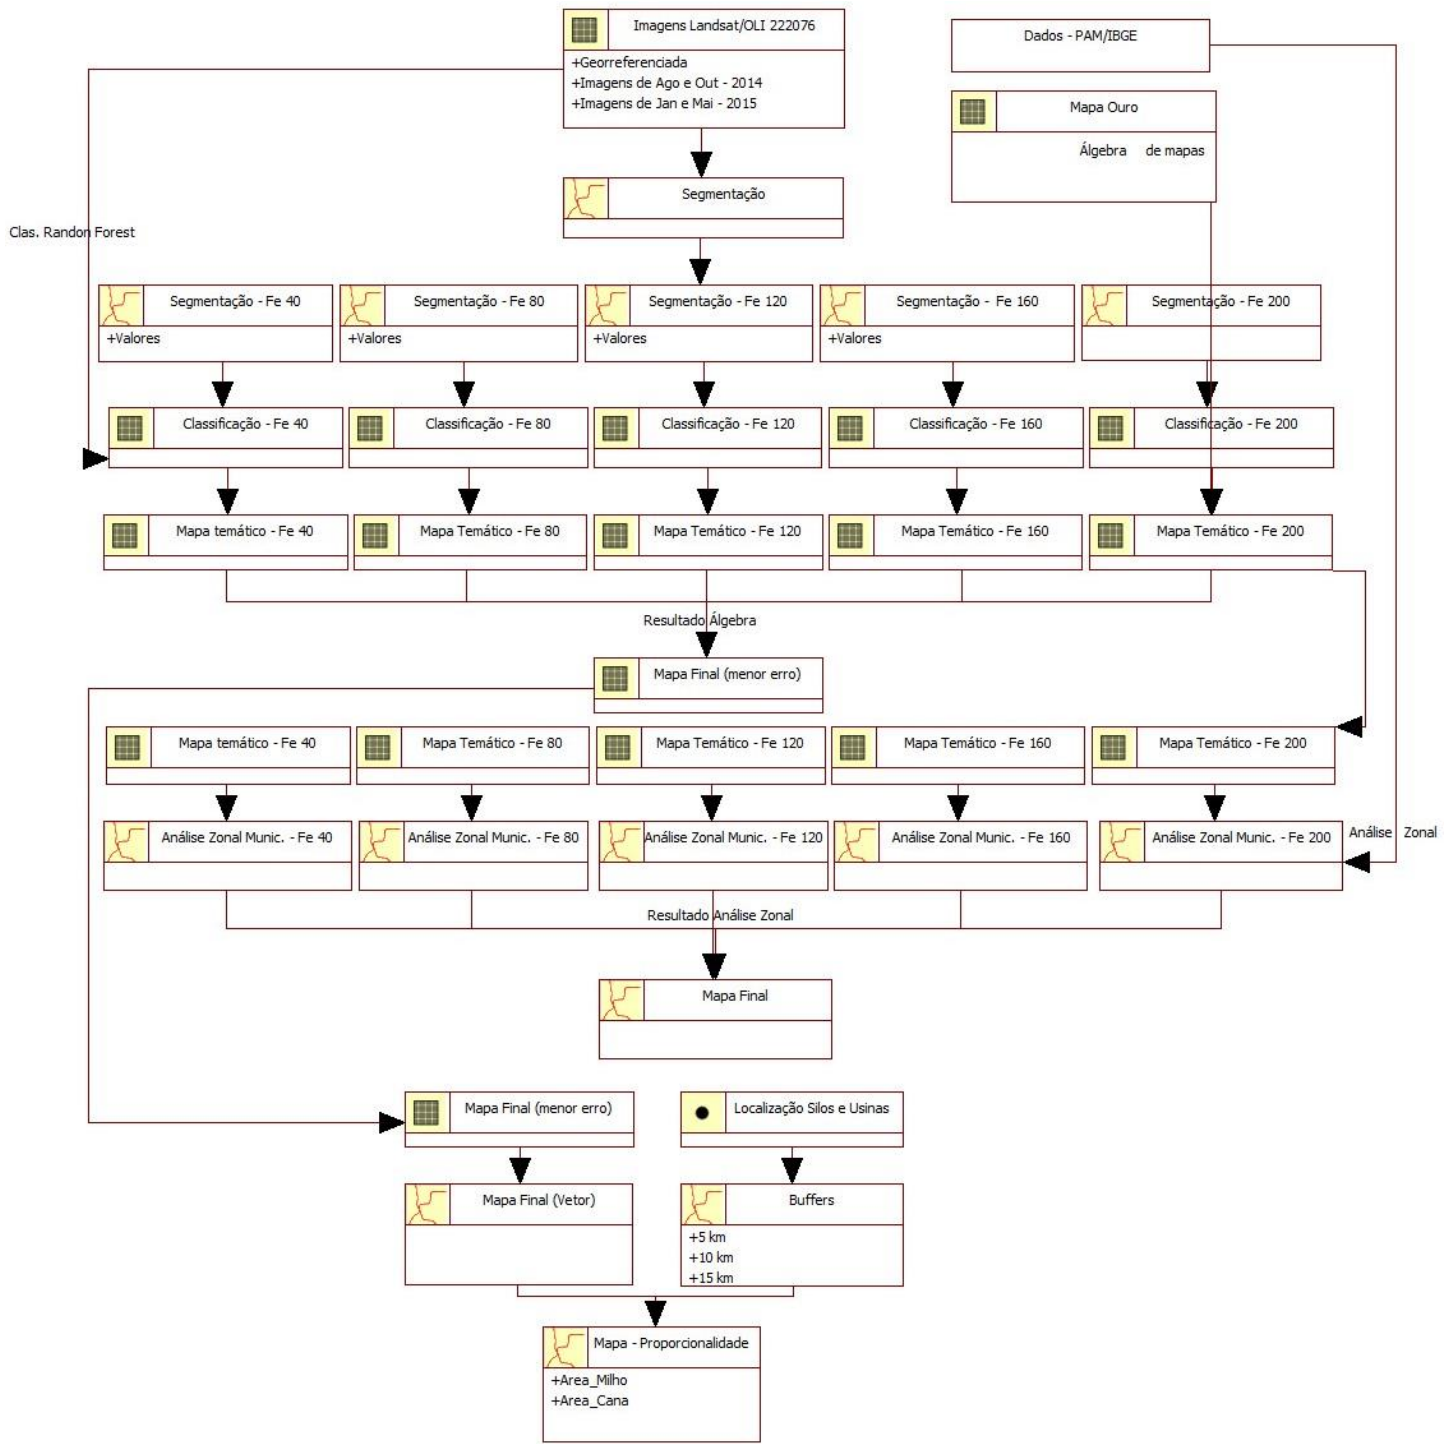 Imagens Landsat/OLI 222076
+Georreferenciada
+Imagens de Ago e Out - 2014
+Imagens de Jan e Mai - 2015
Dados - PAM/IBGE
Mapa Ouro
Álgebra de mapas
Segmentação
Clas. Randon Forest
Segmentação - Fe 40
+Valores
Segmentação - Fe 80
+Valores
Segmentação - Fe 120
+Valores
Segmentação - Fe 160
+Valores
Segmentação - Fe 200
Classificação - Fe 40
Classificação - Fe 80
Classificação - Fe 120
Classificação - Fe 160
Classificação - Fe 200
Mapa temático - Fe 40
Mapa Temático - Fe 80
Mapa Temático - Fe 120
Mapa Temático - Fe 160
Mapa Temático - Fe 200
Resultado Álgebra
Mapa Final (menor erro)
Mapa temático - Fe 40
Mapa Temático - Fe 80
Mapa Temático - Fe 120
Mapa Temático - Fe 160
Mapa Temático - Fe 200
Análise Zonal Munic. - Fe 40
Análise Zonal Munic. - Fe 80
Análise Zonal Munic. - Fe 120
Análise Zonal Munic. - Fe 160
Análise Zonal Munic. - Fe 200
Análise Zonal
Resultado Análise Zonal
Mapa Final
Mapa Final (menor erro)
Localização Silos e Usinas
Mapa Final (Vetor)
Buffers
+5 km
+10 km
+15 km
Mapa - Proporcionalidade
+Area_Milho
+Area_Cana